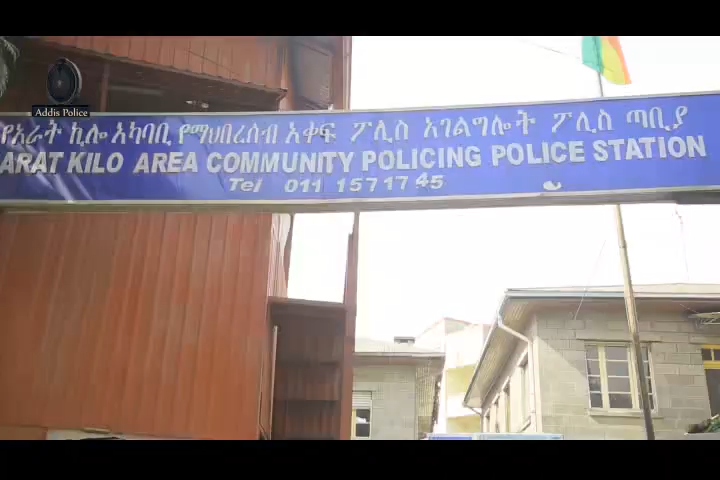 Addis Police
የአራት ኪሎ አካባቢ የማህበረሰብ አቀፍ ፖሊስ አገልግሎት ፖሊስ ጣቢያ
ARAT KILO AREA COMMUNITY POLICING POLICE STATION
Tel 011 1571745